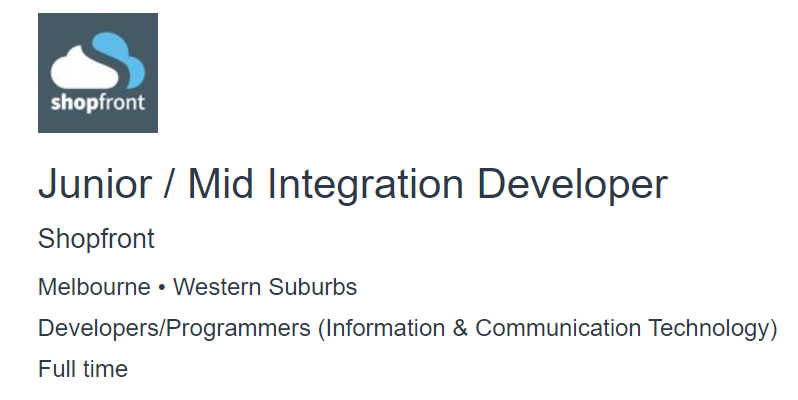 shopfront
Junior / Mid Integration Developer
Shopfront
Melbourne • Western Suburbs
Developers/Programmers (Information & Communication Technology)
Full time